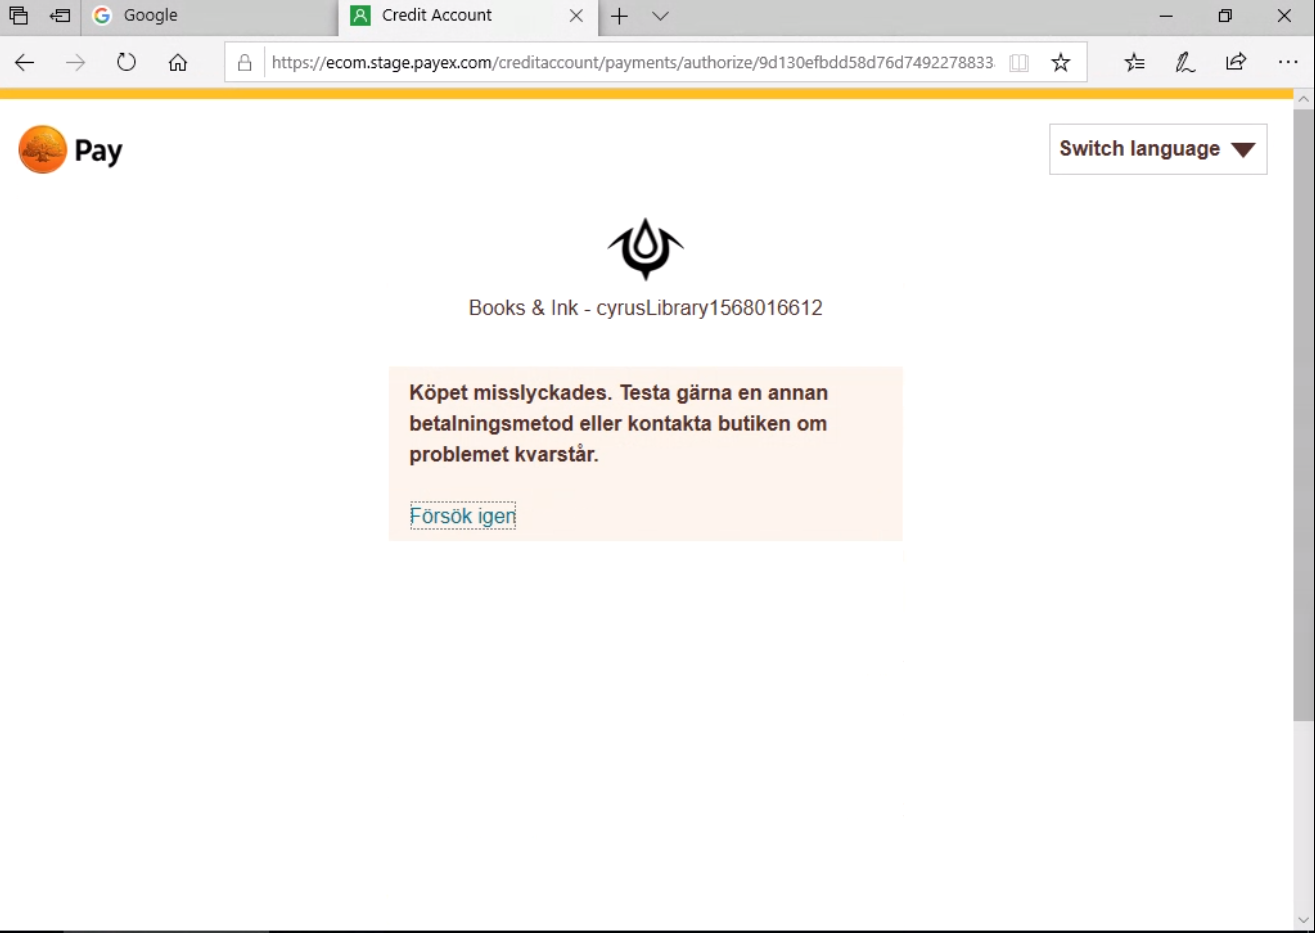 Google
Credit Account
https://ecom.stage.payex.com/creditaccount/payments/authorize/9d130efbdd58d76d7492278833
Pay
Switch language
Books & Ink - cyrusLibrary1568016612
Köpet misslyckades. Testa gärna en annan
betalningsmetod eller kontakta butiken om
problemet kvarstår.
Försök igen